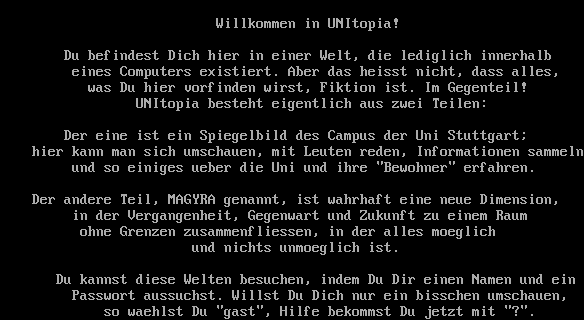 Willkommen in UNItopia!
Du befindest Dich hier in einer Welt, die lediglich innerhalb
eines Computers existiert. Aber das heisst nicht, dass alles,
was Du hier vorfinden wirst, Fiktion ist. Im Gegenteil!
UNItopia besteht eigentlich aus zwei Teilen:
Der eine ist ein Spiegelbild des Campus der Uni Stuttgart;
hier kann man sich umschauen, mit Leuten reden, Informationen sammeln
und so einiges ueber die Uni und ihre "Bewohner" erfahren.
Der andere Teil, MAGYRA genannt, ist wahrhaft eine neue Dimension,
in der Vergangenheit, Gegenwart und Zukunft zu einem Raum
ohne Grenzen zusammenfliessen, in der alles moeglich
und nichts unmoeglich ist.
Du kannst diese Welten besuchen, indem Du Dir einen Namen und ein
Passwort aussuchst. Willst Du Dich nur ein bisschen umschauen,
so waehlst Du "gast", Hilfe bekommst Du jetzt mit "?".